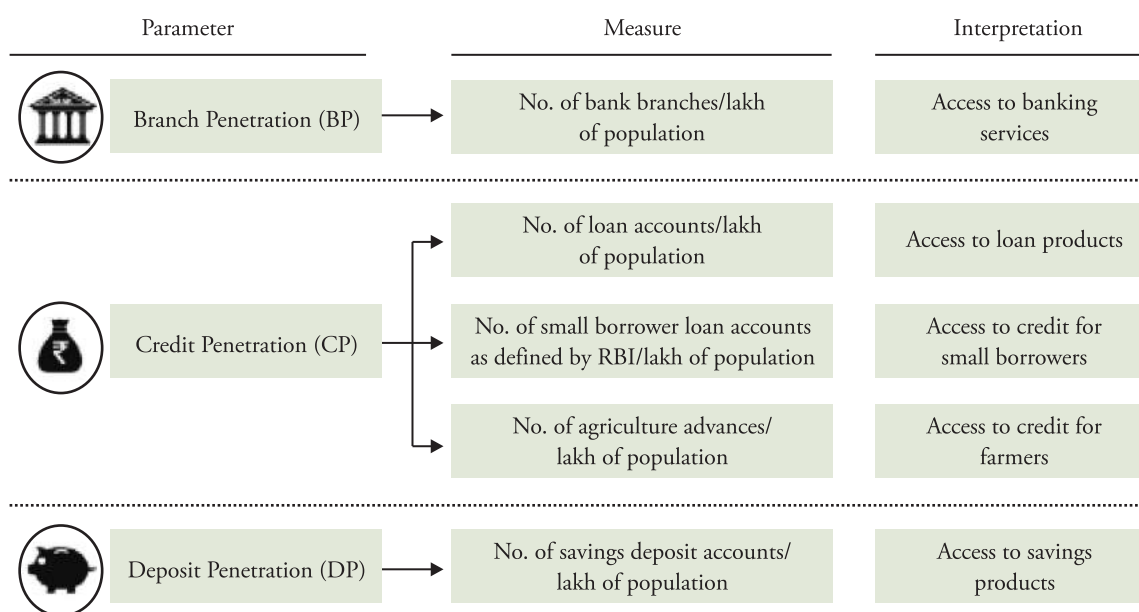 Parameter
Measure
Interpretation
Branch Penetration (BP)
No. of bank branches/lakh
of population
Access to banking
services
Credit Penetration (CP)
No. of loan accounts/lakh
of population
Access to loan products
No. of small borrower loan accounts
as defined by RBI/lakh of population
Access to credit for
small borrowers
No. of agriculture advances/
lakh of population
Access to credit for
farmers
Deposit Penetration (DP)
No. of savings deposit accounts/
lakh of population
Access to savings
products
₹